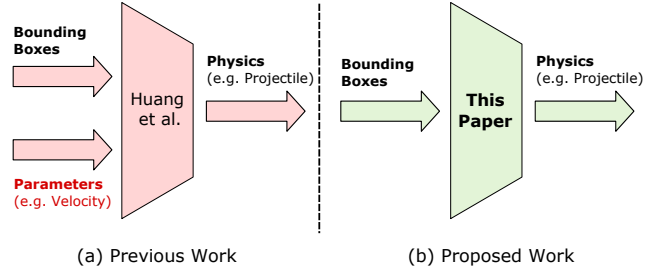 Bounding
Boxes
Huang
et al.
Physics
(e.g. Projectile)
Parameters
(e.g. Velocity)
(a) Previous Work
Bounding
Boxes
This
Paper
Physics
(e.g. Projectile)
(b) Proposed Work